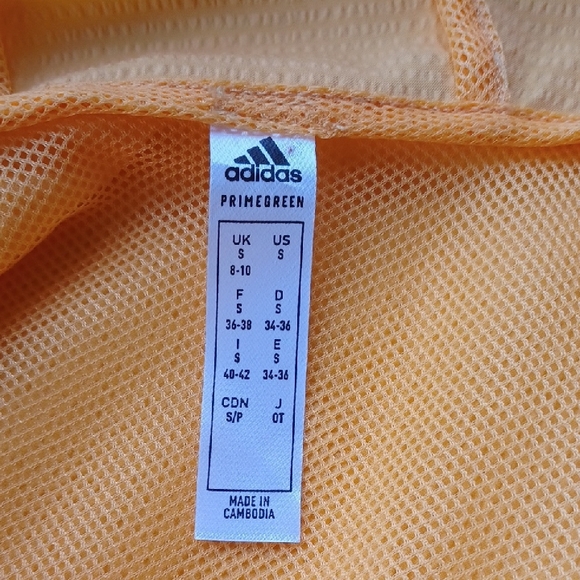 adidas
PRIMEGREEN
UK US
S S
8-10
F D
S S
36-38 34-36
I E
S S
40-42 34-36
CDN J
S/P OT
MADE IN
CAMBODIA